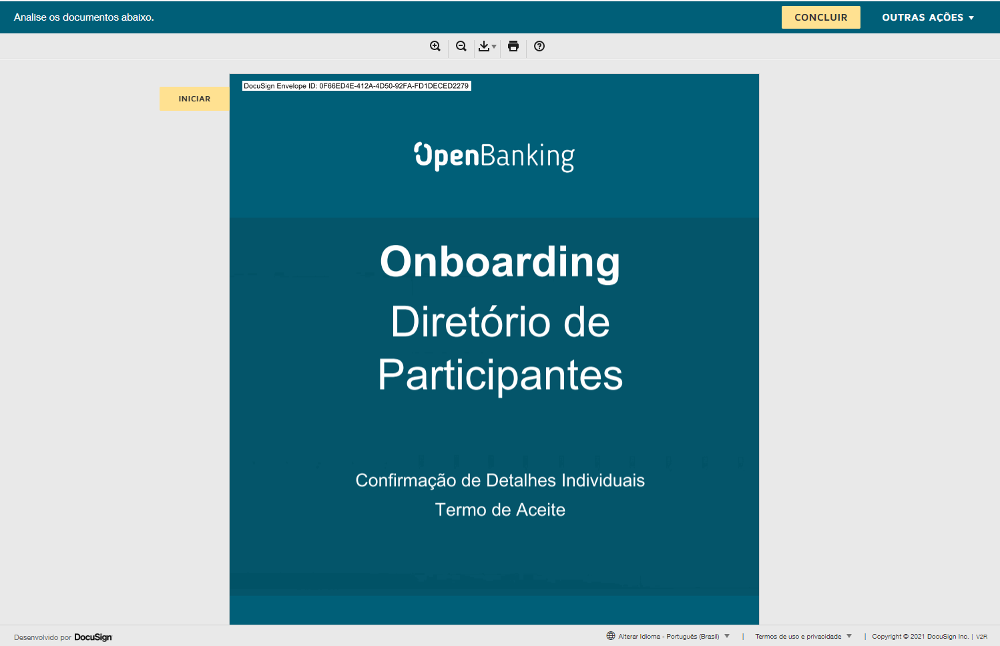 Analise os documentos abaixo.
CONCLUIR
OUTRAS AÇÕES
DocuSign Envelope ID: 0F66ED4E-412A-4D50-92FA-FD1DECED2279
INICIAR
OpenBanking
Onboarding
Diretório de
Participantes
Confirmação de Detalhes Individuais
Termo de Aceite
Desenvolvido por DocuSign
Alterar Idioma - Português (Brasil) | Termos de uso e privacidade | Copyright © 2021 DocuSign Inc. | V2R